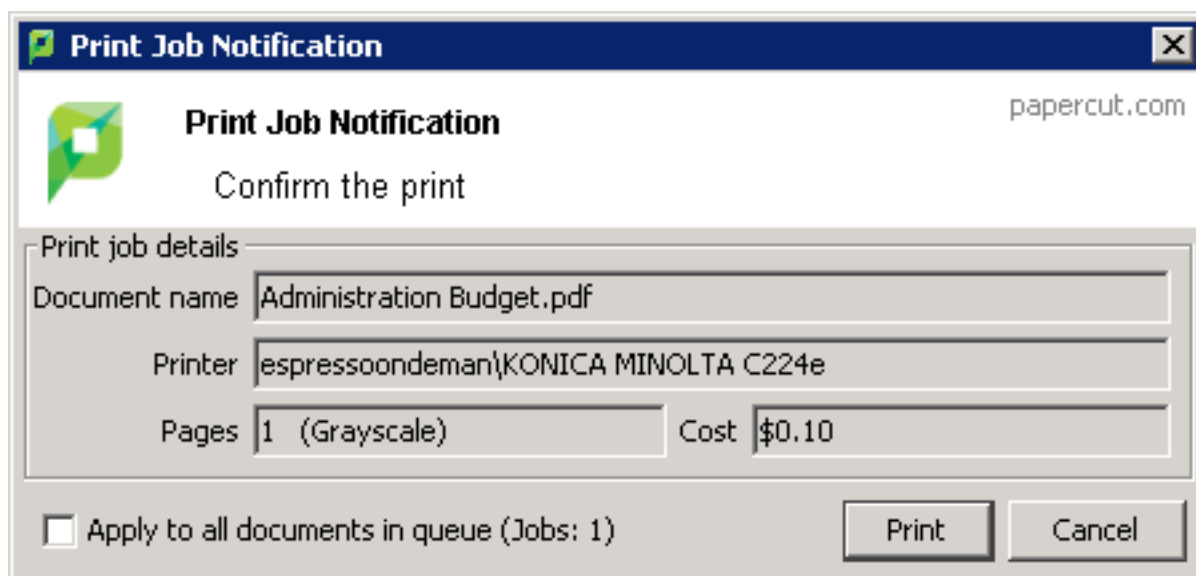 Print Job Notification
papercut.com
Print Job Notification
Confirm the print
Print job details
Document name Administration Budget.pdf
Printer espressoondeman\KONICA MINOLTA C224e
Pages 1 (Grayscale) Cost $0.10
Apply to all documents in queue (Jobs: 1) Print Cancel